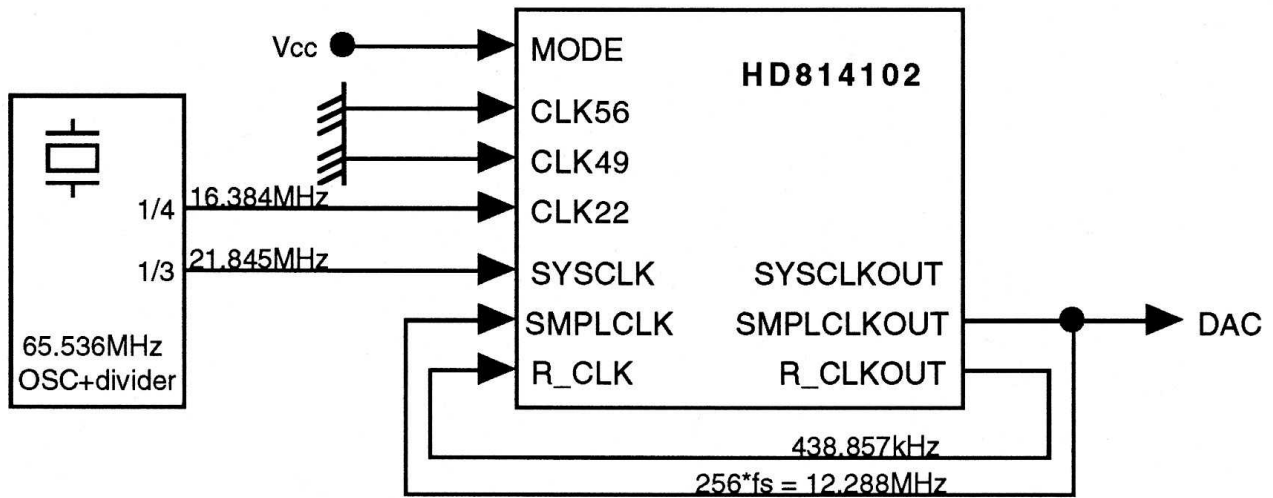 Vcc
MODE
HD814102
CLK56
CLK49
1/4
16.384MHz
CLK22
1/3
21.845MHz
SYSCLK
SYSCLKOUT
SMPLCLK
SMPLCLKOUT
DAC
65.536MHz
OSC+divider
R_CLK
R_CLKOUT
438.857kHz
256*fs = 12.288MHz